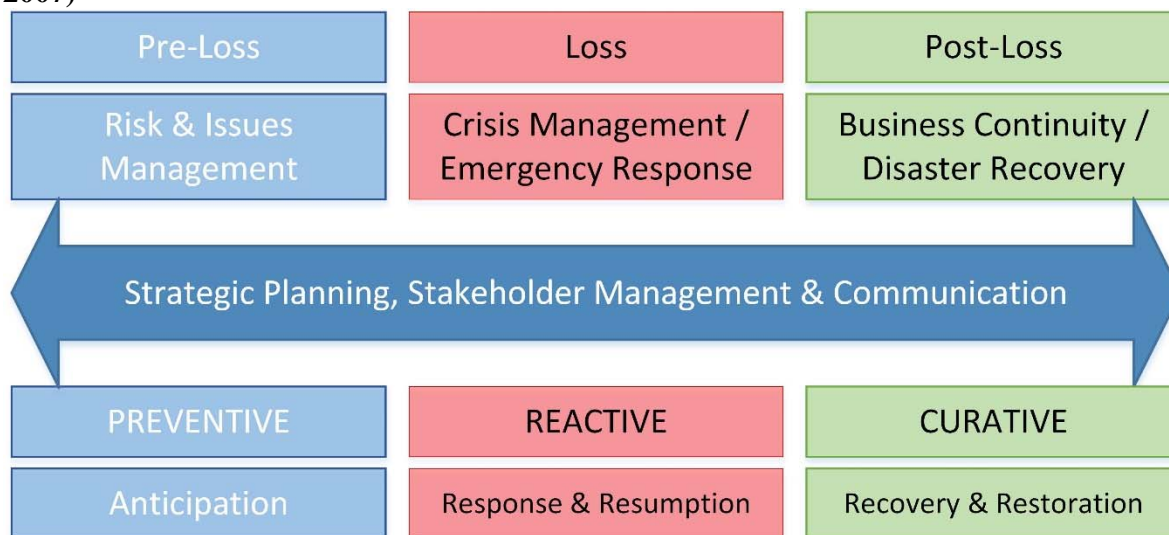 2007)
Pre-Loss
Loss
Post-Loss
Risk & Issues
Management
Crisis Management /
Emergency Response
Business Continuity /
Disaster Recovery
Strategic Planning, Stakeholder Management & Communication
PREVENTIVE
REACTIVE
CURATIVE
Anticipation
Response & Resumption
Recovery & Restoration